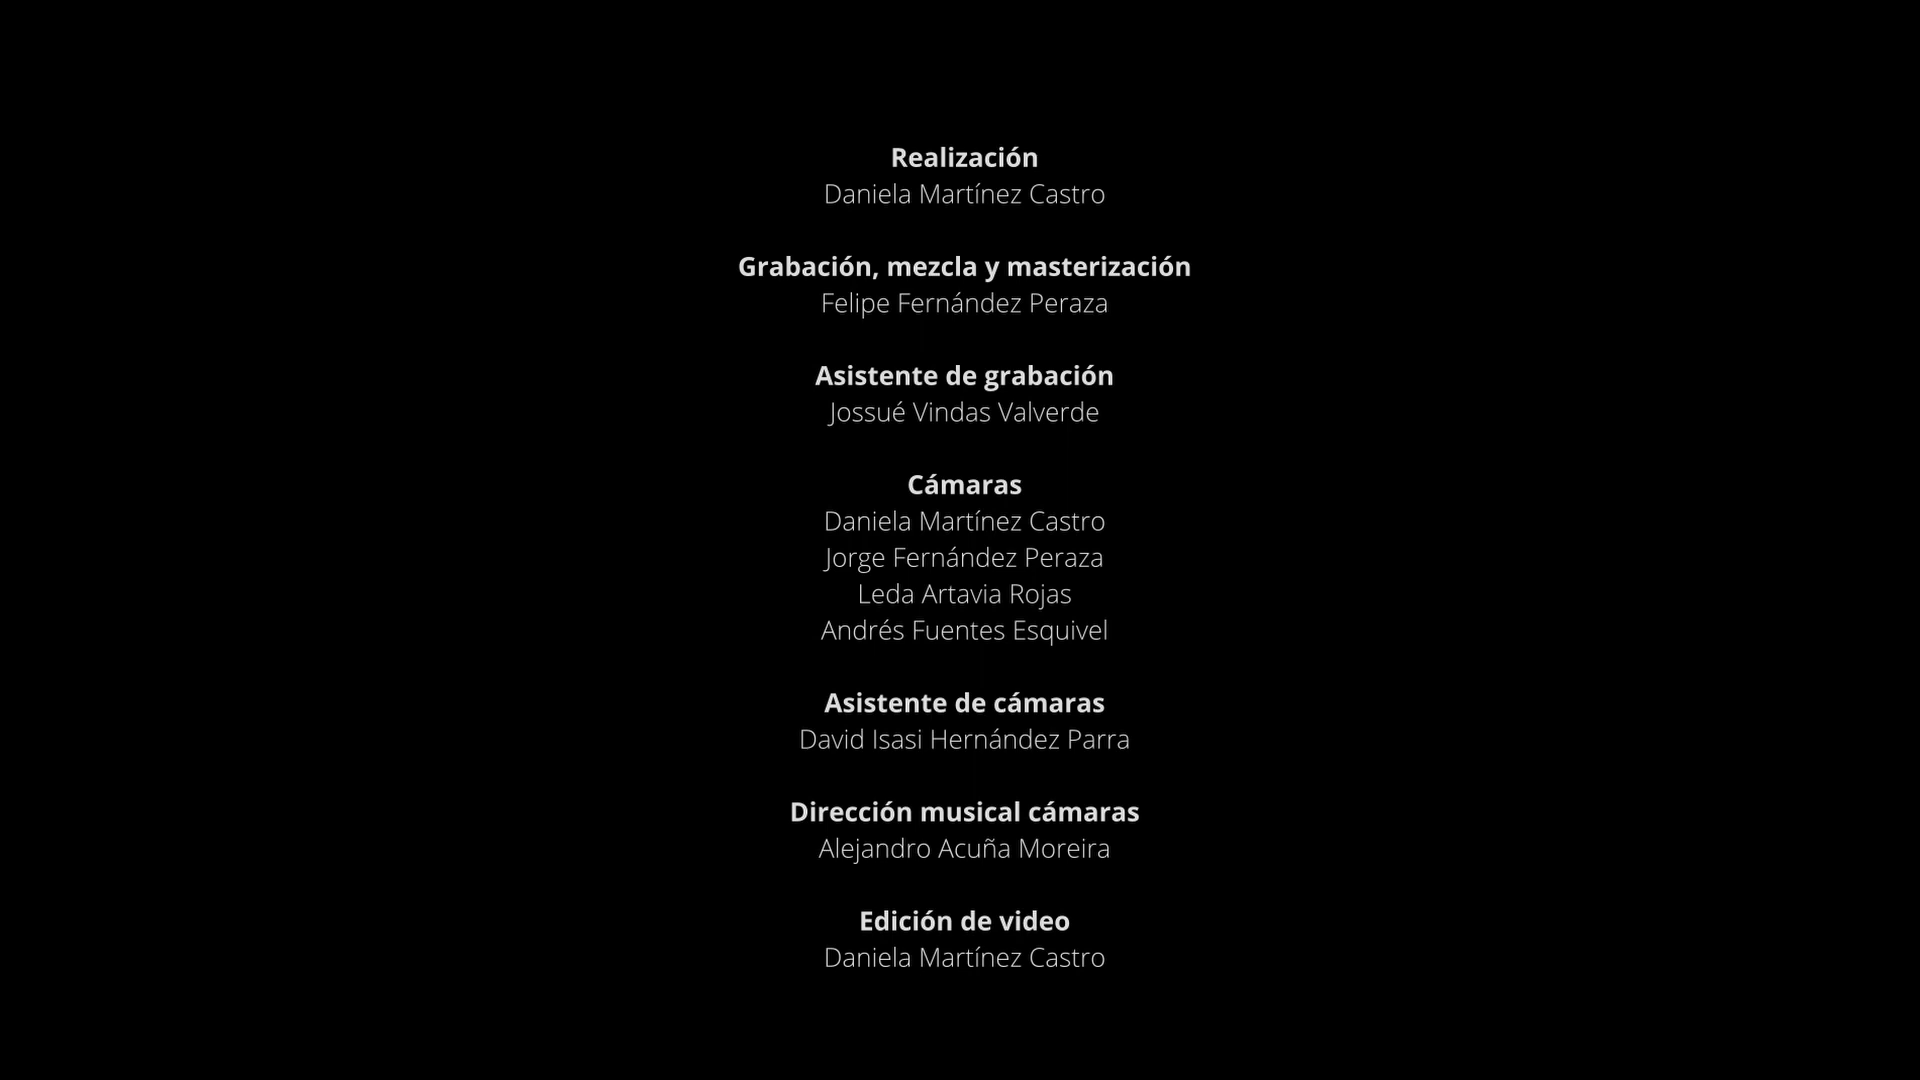 Realización
Daniela Martínez Castro
Grabación, mezcla y masterización
Felipe Fernández Peraza
Asistente de grabación
Jossué Vindas Valverde
Cámaras
Daniela Martínez Castro
Jorge Fernández Peraza
Leda Artavia Rojas
Andrés Fuentes Esquivel
Asistente de cámaras
David Isasi Hernández Parra
Dirección musical cámaras
Alejandro Acuña Moreira
Edición de video
Daniela Martínez Castro